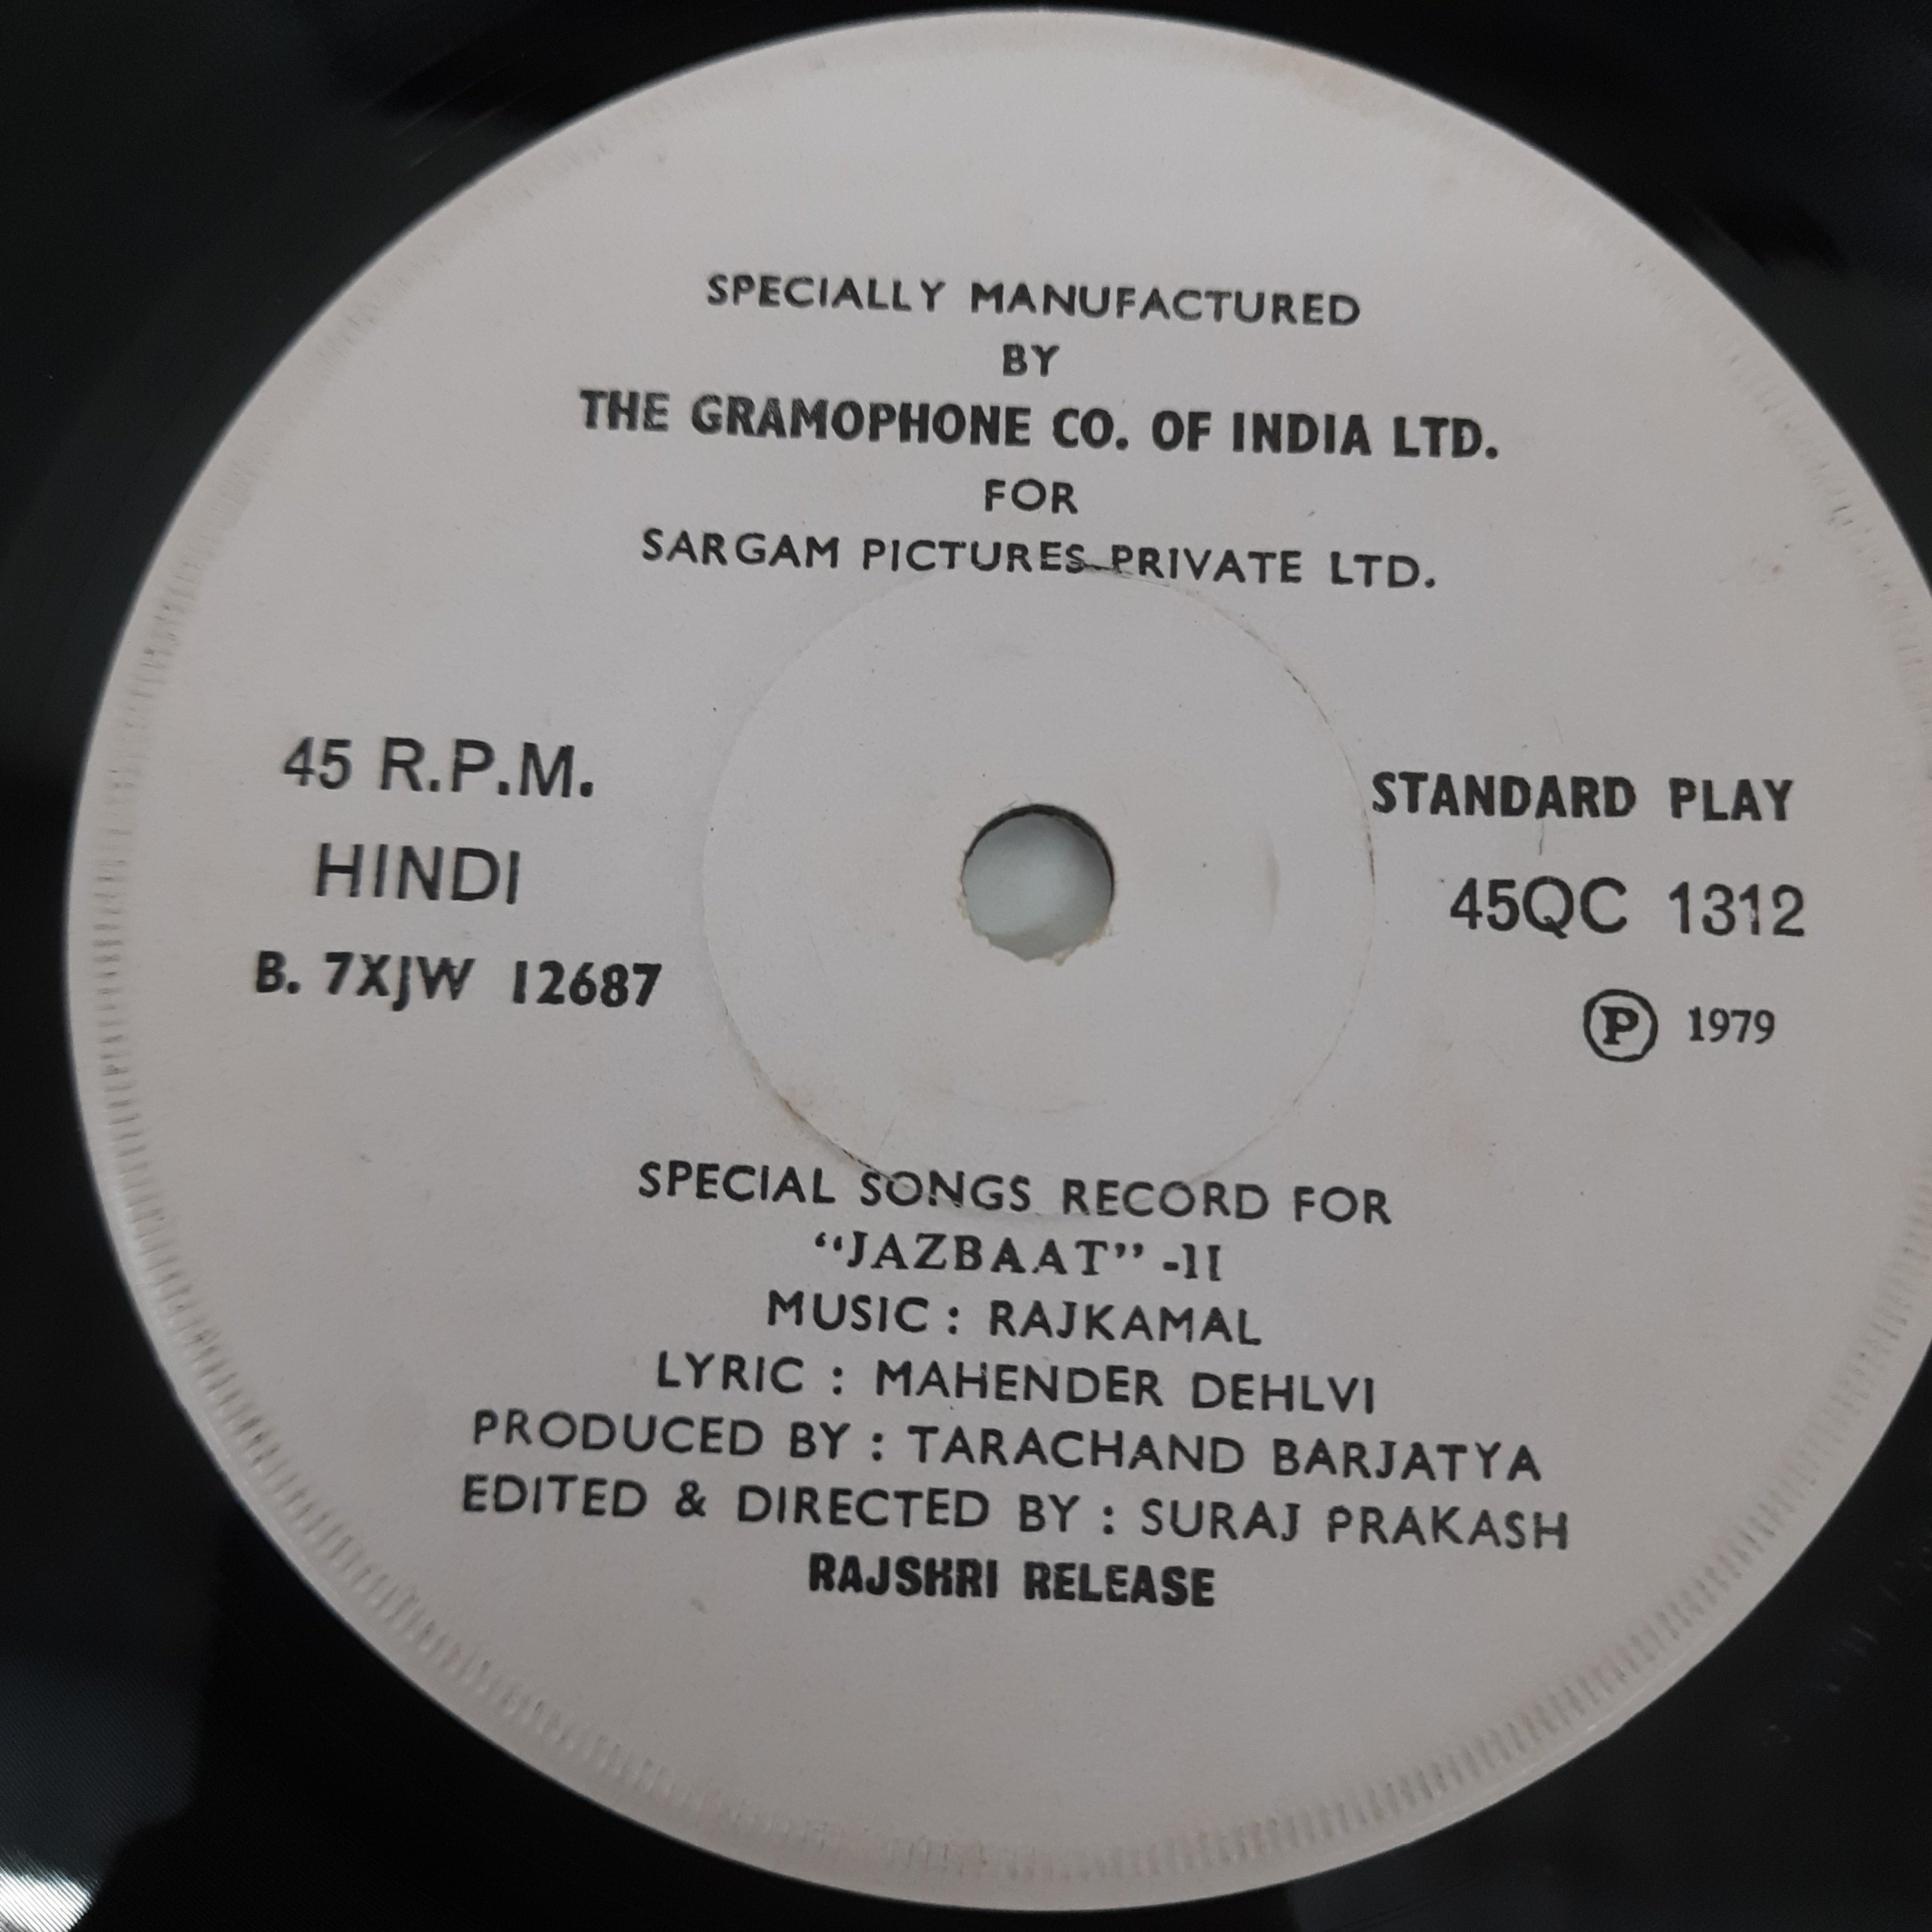 SPECIALLY MANUFACTURED
BY
THE GRAMOPHONE CO. OF INDIA LTD.
FOR
SARGAM PICTURES PRIVATE LTD.
45 R.P.M.
HINDI
B. 7XJW 12687
STANDARD PLAY
45QC 1312
Ⓟ 1979
SPECIAL SONGS RECORD FOR
“JAZBAAT” -II
MUSIC : RAJKAMAL
LYRIC : MAHENDER DEHLVI
PRODUCED BY : TARACHAND BARJATYA
EDITED & DIRECTED BY : SURAJ PRAKASH
RAJSHRI RELEASE